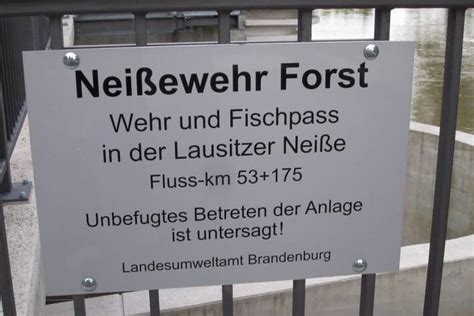 Neißewehr Forst
Wehr und Fischpass
in der Lausitzer Neiße
Fluss-km 53+175
Unbefugtes Betreten der Anlage
ist untersagt!
Landesumweltamt Brandenburg